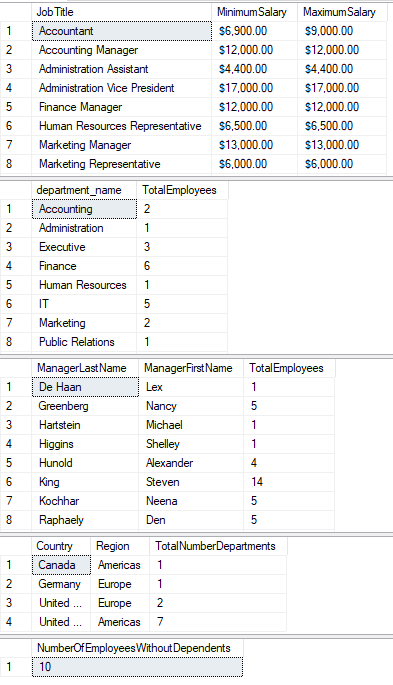 JobTitle MinimumSalary MaximumSalary
1 Accountant $6,900.00 $9,000.00
2 Accounting Manager $12,000.00 $12,000.00
3 Administration Assistant $4,400.00 $4,400.00
4 Administration Vice President $17,000.00 $17,000.00
5 Finance Manager $12,000.00 $12,000.00
6 Human Resources Representative $6,500.00 $6,500.00
7 Marketing Manager $13,000.00 $13,000.00
8 Marketing Representative $6,000.00 $6,000.00
department_name TotalEmployees
1 Accounting 2
2 Administration 1
3 Executive 3
4 Finance 6
5 Human Resources 1
6 IT 5
7 Marketing 2
8 Public Relations 1
ManagerLastName ManagerFirstName TotalEmployees
1 De Haan Lex 1
2 Greenberg Nancy 5
3 Hartstein Michael 1
4 Higgins Shelley 1
5 Hunold Alexander 4
6 King Steven 14
7 Kochhar Neena 5
8 Raphaely Den 5
Country Region TotalNumberDepartments
1 Canada Americas 1
2 Germany Europe 1
3 United ... Europe 2
4 United ... Americas 7
NumberOfEmployeesWithoutDependents
1 10